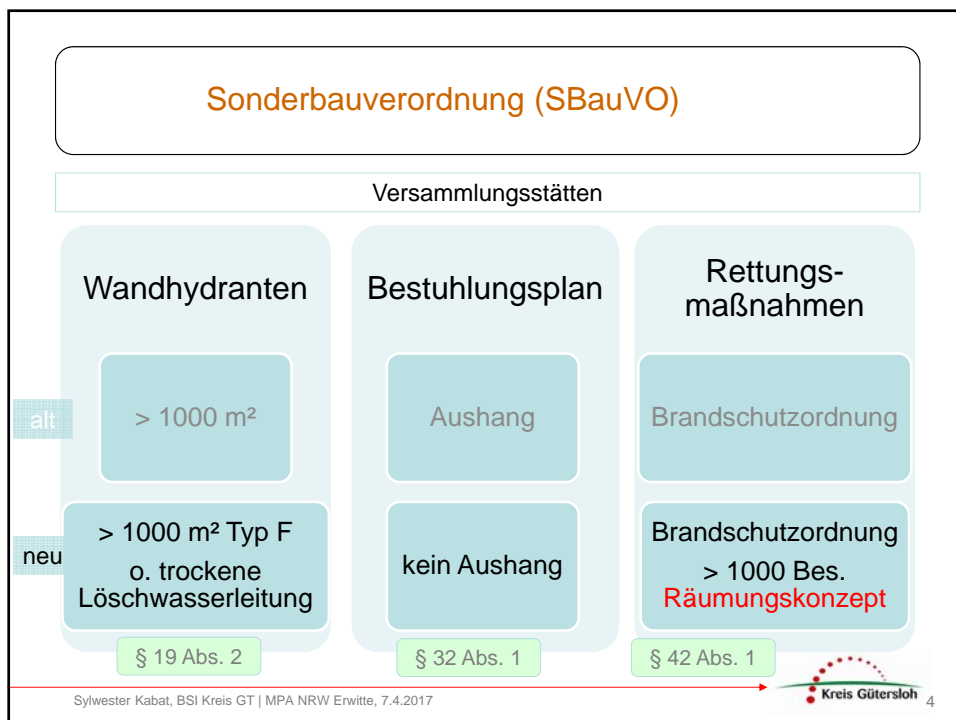 Sonderbauverordnung (SBauVO)
Versammlungsstätten
Wandhydranten
Bestuhlungsplan
Rettungs-
maßnahmen
alt
> 1000 m²
Aushang
Brandschutzordnung
neu
> 1000 m² Typ F
o. trockene
Löschwasserleitung
kein Aushang
Brandschutzordnung
> 1000 Bes.
Räumungskonzept
§ 19 Abs. 2
§ 32 Abs. 1
§ 42 Abs. 1
Sylwester Kabat, BSI Kreis GT | MPA NRW Erwitte, 7.4.2017
Kreis Gütersloh
4